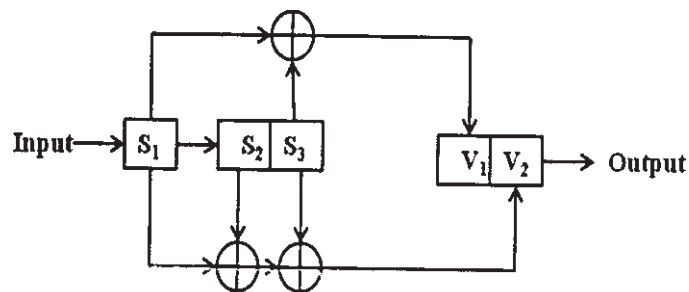 Input
S₁
S₂
S₃
V₁
V₂
Output